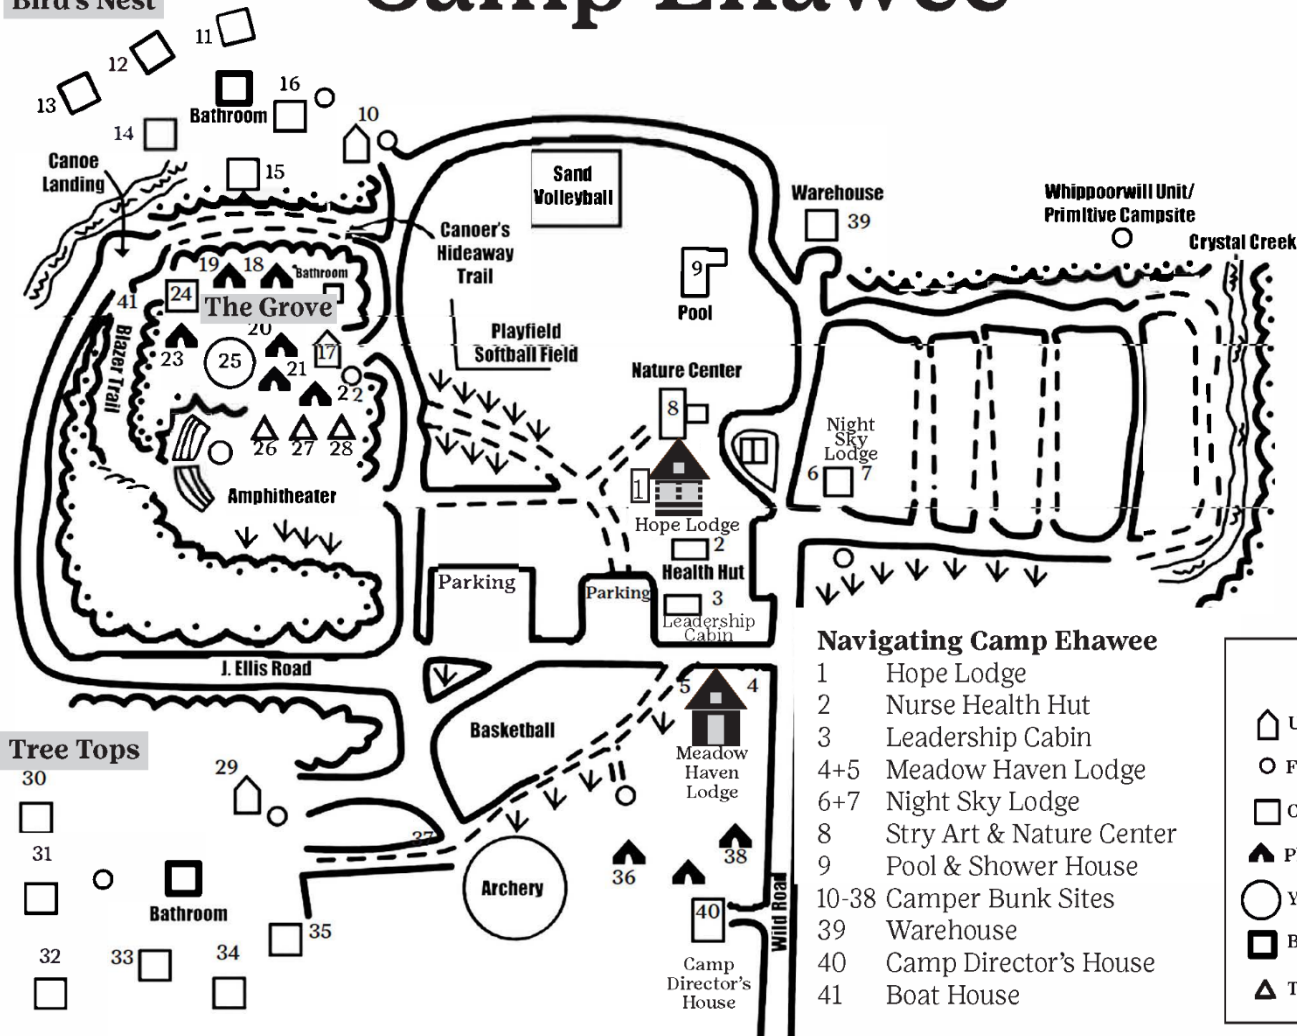 Bird's Nest
Camp Ehawee
11
12
13
16
10
Bathroom
14
15
Canoe
Landing
Sand
Volleyball
Warehouse
39
Whippoorwill Unit/
Primitive Campsite
Crystal Creek
Canoer's
Hideaway
Trail
19
18
Bathroom
24
The Grove
41
9
Pool
Playfield
Softball Field
20
23
25
17
21
22
Blazer Trail
Nature Center
8
26
27
28
Night
Sky
Lodge
6
7
Amphitheater
1
Hope Lodge
2
Health Hut
Parking
Parking
3
Leadership
Cabin
J. Ellis Road
5
4
Meadow
Haven
Lodge
Basketball
Tree Tops
30
29
31
37
36
38
Archery
Bathroom
40
Wild Road
32
33
34
35
Camp
Director's
House
Navigating Camp Ehawee
1 Hope Lodge
2 Nurse Health Hut
3 Leadership Cabin
4+5 Meadow Haven Lodge
6+7 Night Sky Lodge
8 Stry Art & Nature Center
9 Pool & Shower House
10-38 Camper Bunk Sites
39 Warehouse
40 Camp Director's House
41 Boat House